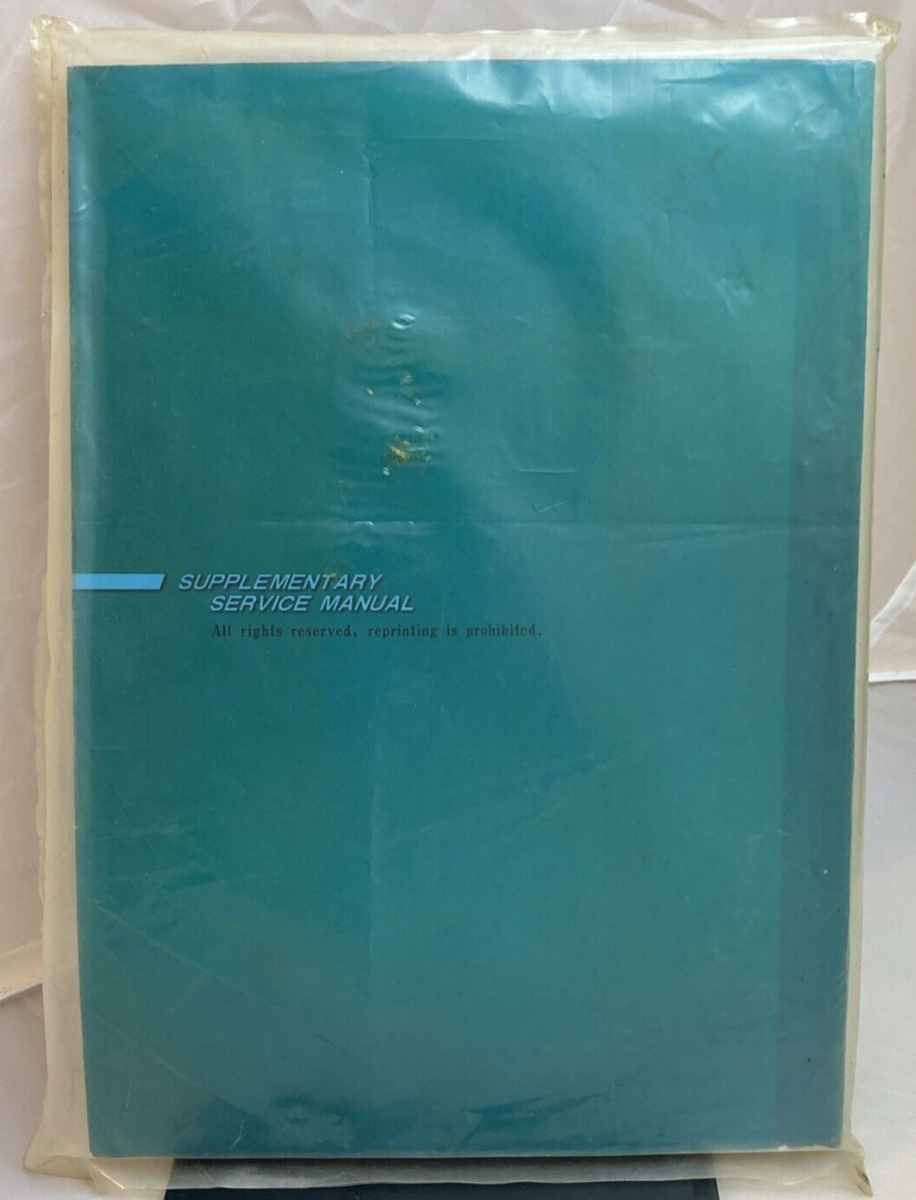 SUPPLEMENTARY
SERVICE MANUAL
All rights reserved, reprinting is prohibited.